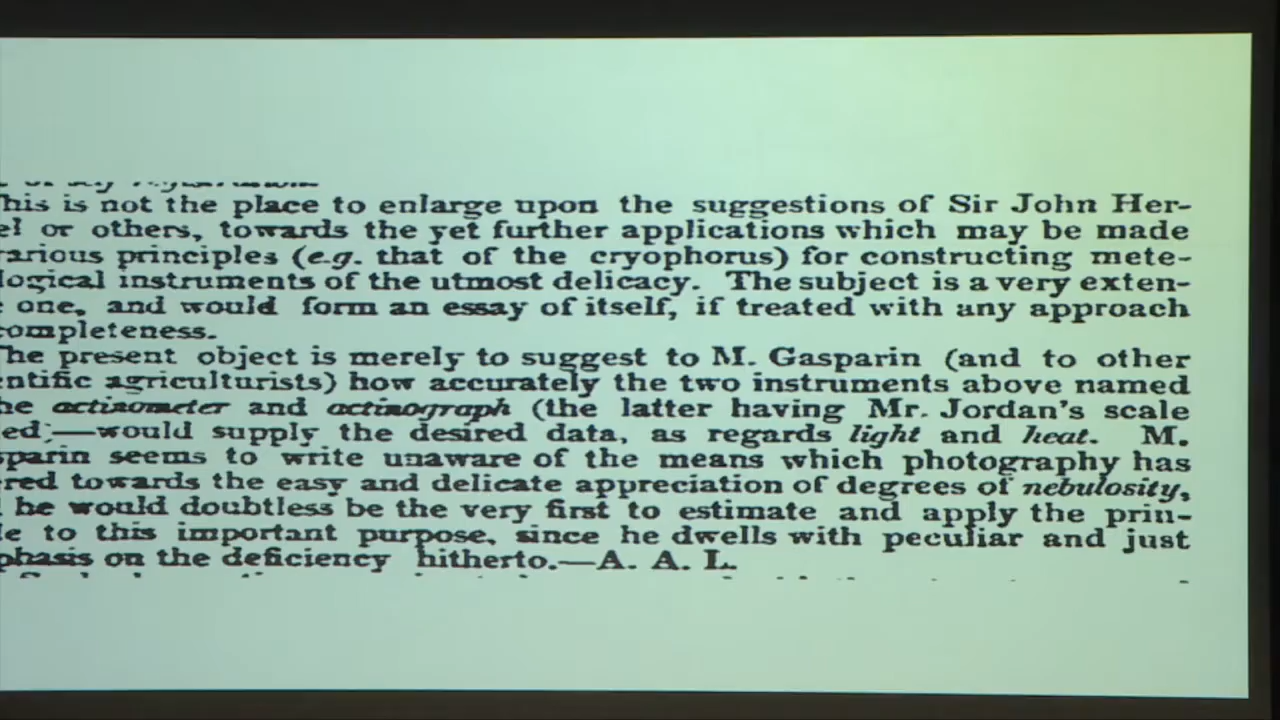 his is not the place to enlarge upon the suggestions of Sir John Her-
el or others, towards the yet further applications which may be made
arious principles (e.g. that of the cryophorus) for constructing mete-
logical instruments of the utmost delicacy. The subject is a very exten-
one, and would form an essay of itself, if treated with any approach
completeness.
he present object is merely to suggest to M. Gasparin (and to other
entific agriculturists) how accurately the two instruments above named
he actinometer and actinograph (the latter having Mr. Jordan's scale
ed)—would supply the desired data, as regards light and heat. M.
sparin seems to write unaware of the means which photography has
red towards the easy and delicate appreciation of degrees of nebulosity,
he would doubtless be the very first to estimate and apply the prin-
le to this important purpose, since he dwells with peculiar and just
phasis on the deficiency hitherto.—A. A. L.